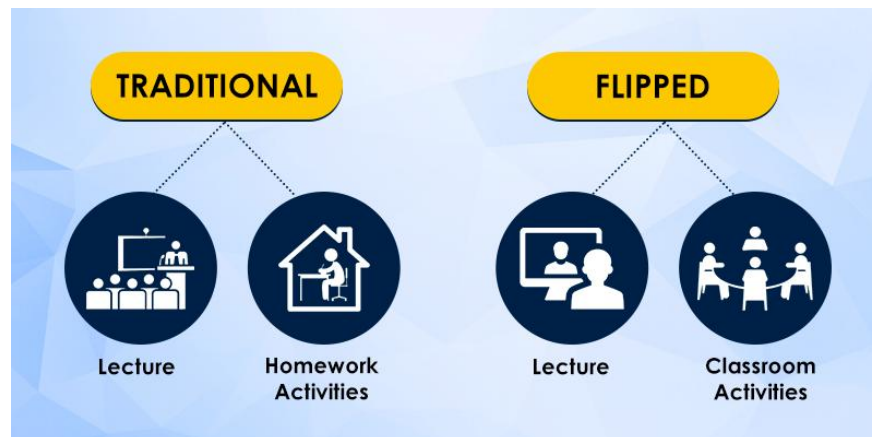 TRADITIONAL
FLIPPED
Lecture
Homework
Activities
Lecture
Classroom
Activities